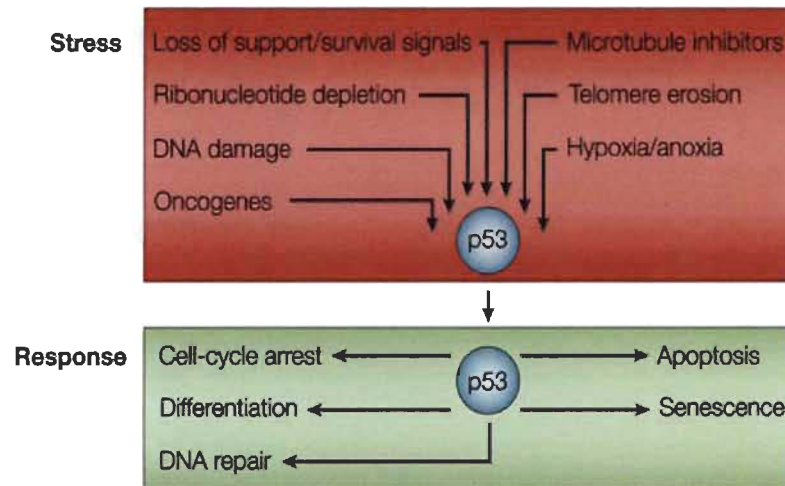 Stress
Loss of support/survival signals
Microtubule inhibitors
Ribonucleotide depletion
Telomere erosion
DNA damage
Hypoxia/anoxia
Oncogenes
p53
Response
Cell-cycle arrest
p53
Apoptosis
Differentiation
Senescence
DNA repair